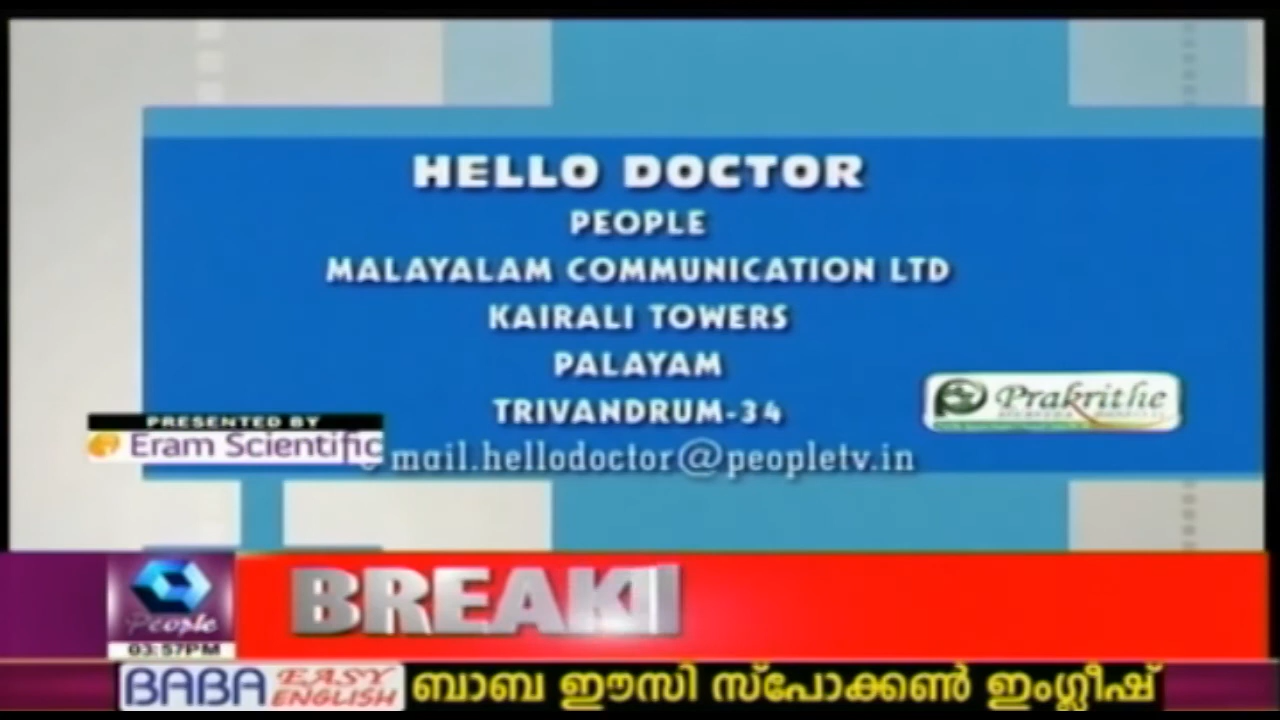 HELLO DOCTOR
PEOPLE
MALAYALAM COMMUNICATION LTD
KAIRALI TOWERS
PALAYAM
TRIVANDRUM-34
mail.hellodoctor@peopletv.in
PRESENTED BY
Eram Scientific
Prakrithe
BREAKI
People
03:57PM
BABA EASY ENGLISH ബാബ ഈസി സ്പോക്കൺ ഇംഗ്ലീഷ്